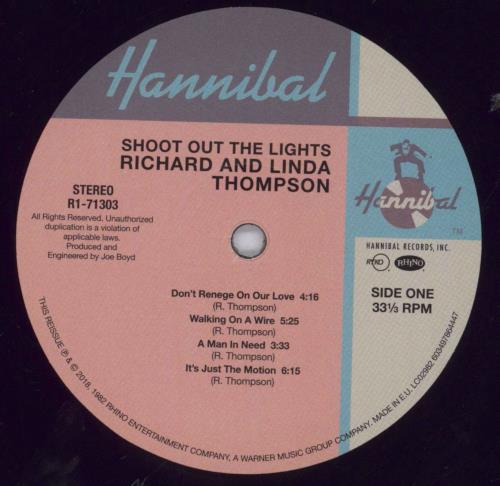 Hannibal
SHOOT OUT THE LIGHTS
RICHARD AND LINDA
THOMPSON
STEREO
R1-71303
All Rights Reserved. Unauthorized
duplication is a violation of
applicable laws.
Produced and
Engineered by Joe Boyd
Hannibal
TM
HANNIBAL RECORDS, INC.
RYKO RHINO
SIDE ONE
33⅓ RPM
Don't Renege On Our Love 4:16
(R. Thompson)
Walking On A Wire 5:25
(R. Thompson)
A Man In Need 3:33
(R. Thompson)
It's Just The Motion 6:15
(R. Thompson)
THIS REISSUE ℗ & © 2018, 1982 RHINO ENTERTAINMENT COMPANY, A WARNER MUSIC GROUP COMPANY. MADE IN E.U. LC02982 603497864447